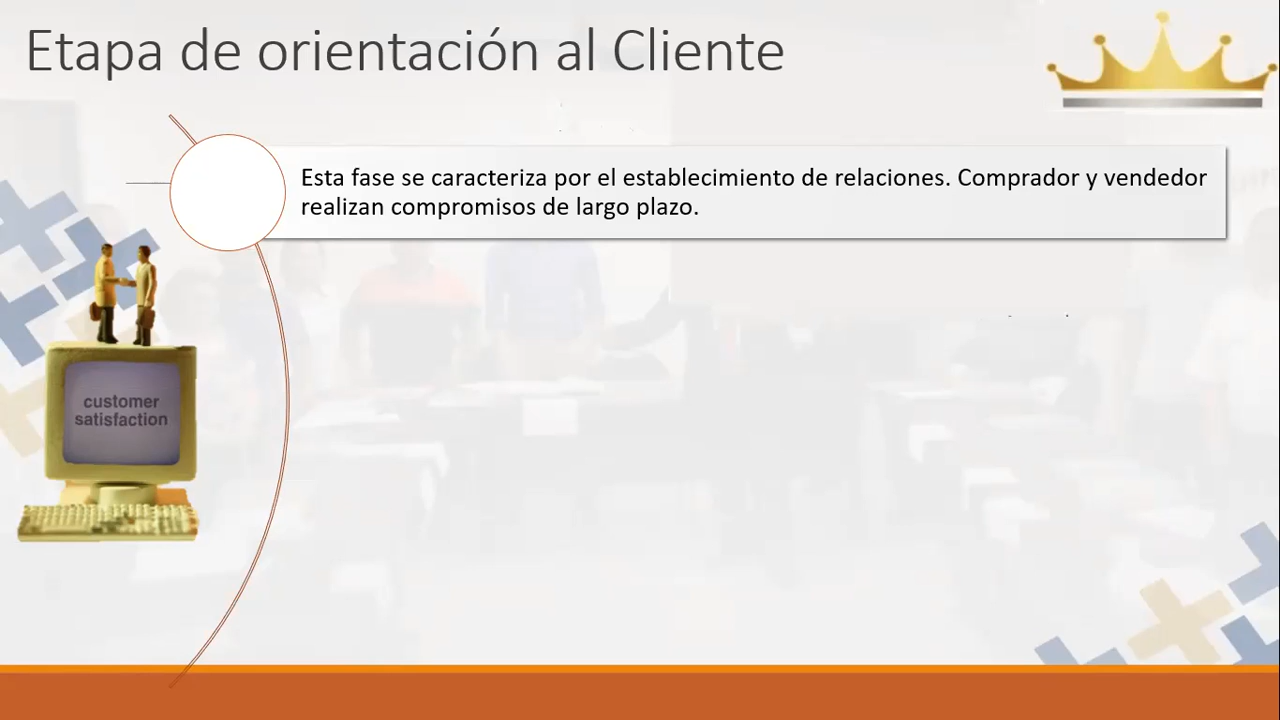 Etapa de orientación al Cliente
Esta fase se caracteriza por el establecimiento de relaciones. Comprador y vendedor
realizan compromisos de largo plazo.
customer
satisfaction